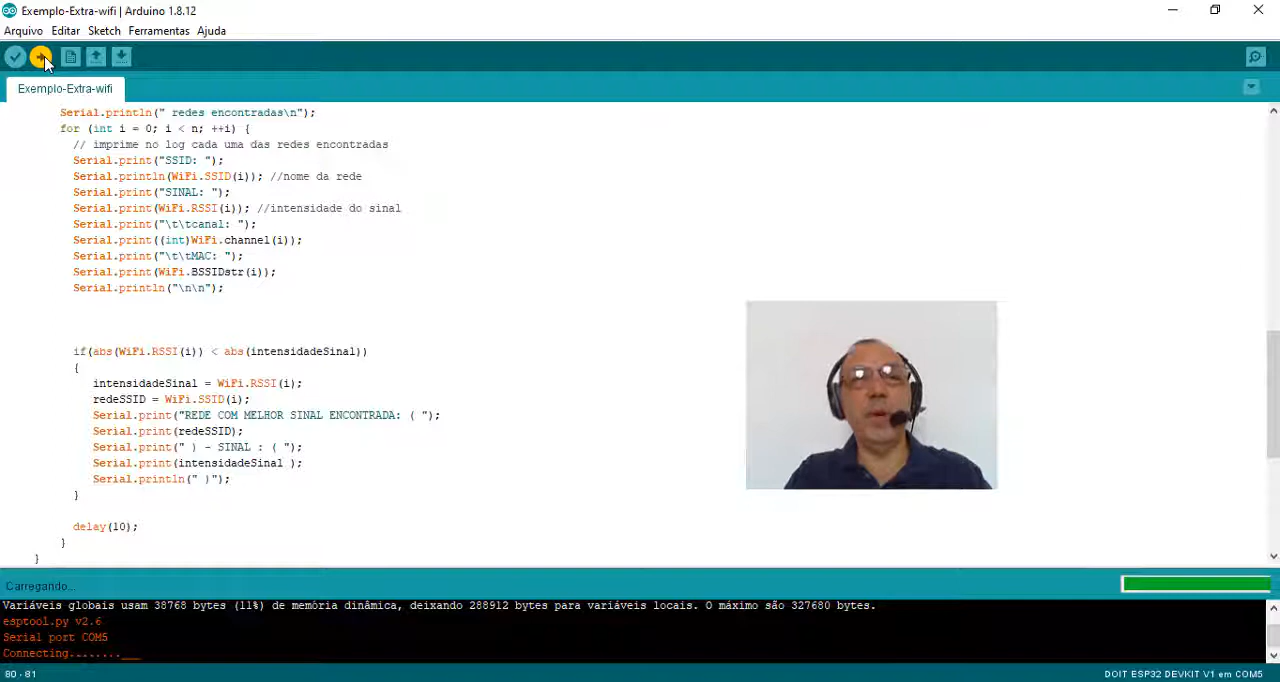 Exemplo-Extra-wifi | Arduino 1.8.12
Arquivo Editar Sketch Ferramentas Ajuda
Exemplo-Extra-wifi
Serial.println(" redes encontradas\n");
for (int i = 0; i < n; ++i) {
// imprime no log cada uma das redes encontradas
Serial.print("SSID: ");
Serial.println(WiFi.SSID(i)); //nome da rede
Serial.print("SINAL: ");
Serial.print(WiFi.RSSI(i)); //intensidade do sinal
Serial.print("\t\tcanal: ");
Serial.print((int)WiFi.channel(i));
Serial.print("\t\tMAC: ");
Serial.print(WiFi.BSSIDstr(i));
Serial.println("\n\n");
if(abs(WiFi.RSSI(i)) < abs(intensidadeSinal))
{
intensidadeSinal = WiFi.RSSI(i);
redeSSID = WiFi.SSID(i);
Serial.print("REDE COM MELHOR SINAL ENCONTRADA: ( ");
Serial.print(redeSSID);
Serial.print(" ) - SINAL : ( ");
Serial.print(intensidadeSinal );
Serial.println(" )");
}
delay(10);
}
}
Carregando...
Variáveis globais usam 38768 bytes (11%) de memória dinâmica, deixando 288912 bytes para variáveis locais. O máximo são 327680 bytes.
esptool.py v2.6
Serial port COM5
Connecting........___
80 - 81
DOIT ESP32 DEVKIT V1 em COM5